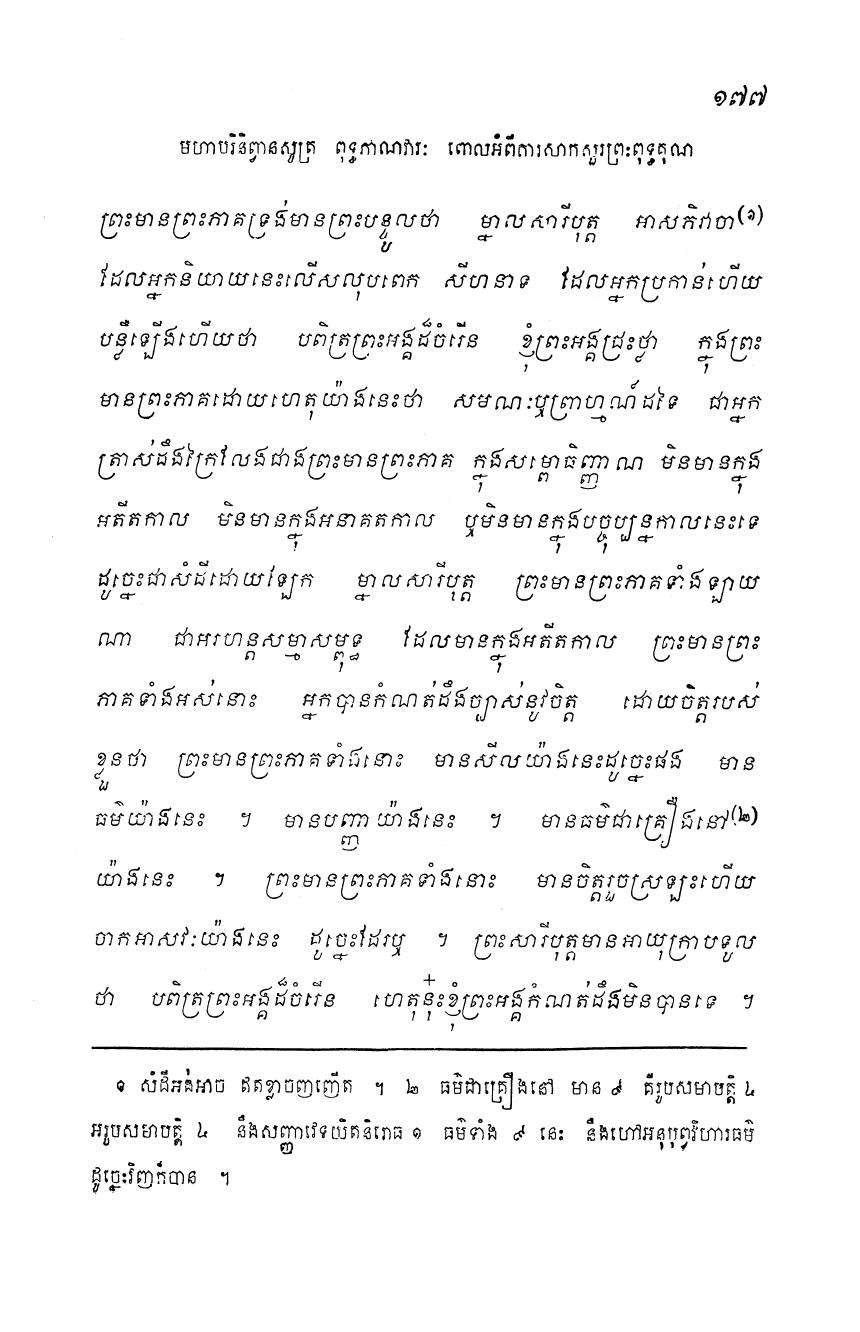 ១៧៧
មហាបរិនិព្វានសូត្រ ពុទ្ធភាណវារៈ ពោលអំពីការសាកសួរព្រះពុទ្ធគុណ
ព្រះមានព្រះភាគទ្រង់មានព្រះបន្ទូលថា ម្នាលសារីបុត្ត អាសភិវាចា(១)
ដែលអ្នកនិយាយនេះលើសលុបពេក សីហនាទ ដែលអ្នកប្រកាន់ហើយ
បន្លឺឡើងហើយថា បពិត្រព្រះអង្គដ៏ចំរើន ខ្ញុំព្រះអង្គជ្រះថ្លា ក្នុងព្រះ
មានព្រះភាគដោយហេតុយ៉ាងនេះថា សមណៈឬព្រាហ្មណ៍ដទៃ ជាអ្នក
ត្រាស់ដឹងក្រៃលែងជាងព្រះមានព្រះភាគ ក្នុងសម្ពោធិញ្ញាណ មិនមានក្នុង
អតីតកាល មិនមានក្នុងអនាគតកាល ឬមិនមានក្នុងបច្ចុប្បន្នកាលនេះទេ
ដូច្នេះជាសំដីដោយឡែក ម្នាលសារីបុត្ត ព្រះមានព្រះភាគទាំងឡាយ
ណា ជាអរហន្តសម្មាសម្ពុទ្ធ ដែលមានក្នុងអតីតកាល ព្រះមានព្រះ
ភាគទាំងអស់នោះ អ្នកបានកំណត់ដឹងច្បាស់នូវចិត្ត ដោយចិត្តរបស់
ខ្លួនថា ព្រះមានព្រះភាគទាំងនោះ មានសីលយ៉ាងនេះដូច្នេះផង មាន
ធម៌យ៉ាងនេះ ។ មានបញ្ញាយ៉ាងនេះ ។ មានធម៌ជាគ្រឿងនៅ(២)
យ៉ាងនេះ ។ ព្រះមានព្រះភាគទាំងនោះ មានចិត្តរួចស្រឡះហើយ
ចាកអាសវៈយ៉ាងនេះ ដូច្នេះដែរឬ ។ ព្រះសារីបុត្តមានអាយុក្រាបទូល
ថា បពិត្រព្រះអង្គដ៏ចំរើន ហេតុនុ៎ះខ្ញុំព្រះអង្គកំណត់ដឹងមិនបានទេ ។
១ សំដីអង់អាច ឥតខ្លាចញញើត ។ ២ ធម៌ជាគ្រឿងនៅ មាន ៩ គឺរូបសមាបត្តិ ៤
អរូបសមាបត្តិ ៤ នឹងសញ្ញាវេទយិតនិរោធ ១ ធម៌ទាំង ៩ នេះ នឹងហៅអនុបុព្វវិហារធម៌
ដូច្នេះវិញក៏បាន ។